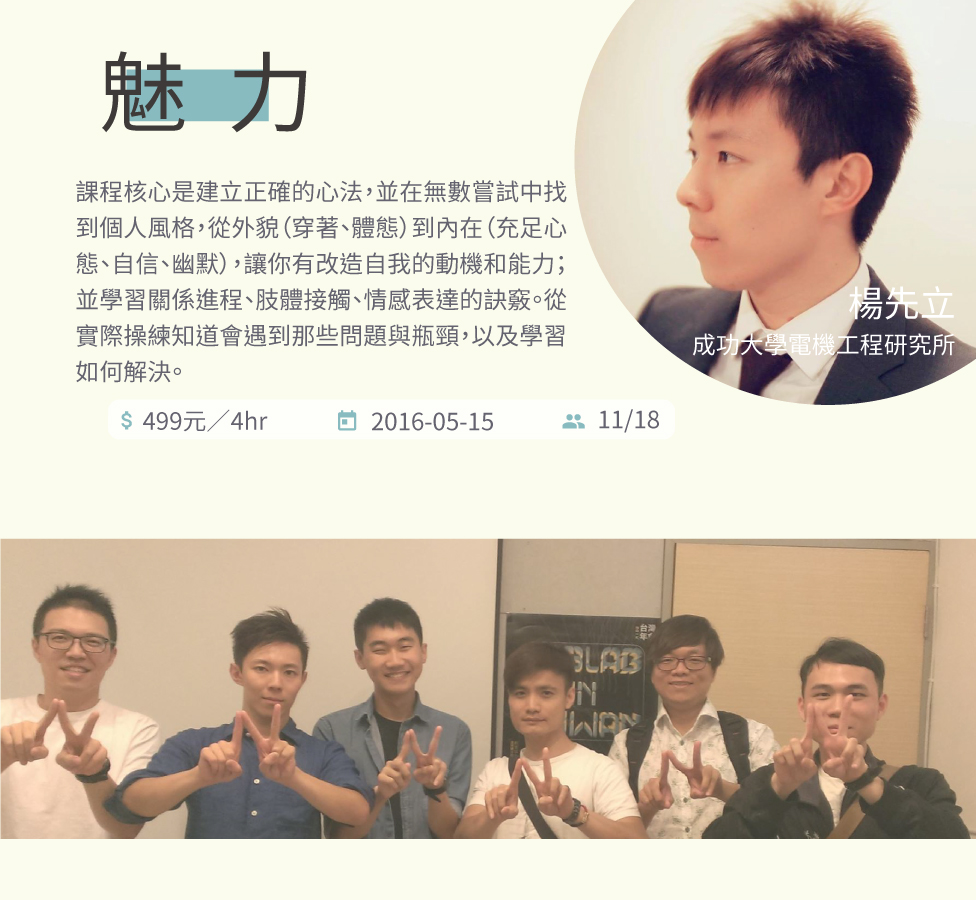 魅 力
課程核心是建立正確的心法，並在無數嘗試中找
到個人風格，從外貌（穿著、體態）到內在（充足心
態、自信、幽默），讓你有改造自我的動機和能力；
並學習關係進程、肢體接觸、情感表達的訣竅。從
實際操練知道會遇到那些問題與瓶頸，以及學習
如何解決。
楊先立
成功大學電機工程研究所
$ 499元／4hr
2016-05-15
11/18
台灣
BLAB
IN